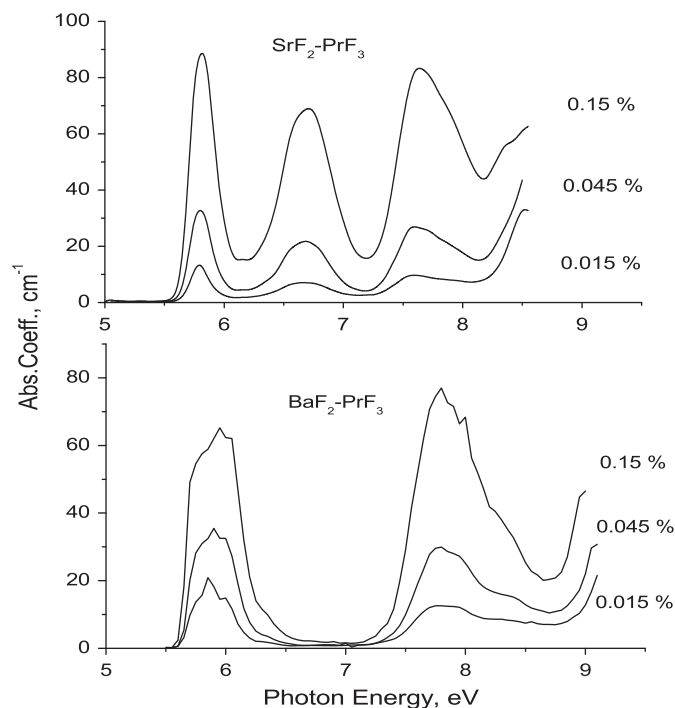 100
SrF₂-PrF₃
80
0.15 %
60
0.045 %
40
20
0.015 %
0
5 6 7 8 9
Abs.Coeff., cm⁻¹
80
BaF₂-PrF₃
60
0.15 %
40
0.045 %
20
0.015 %
0
5 6 7 8 9
Photon Energy, eV